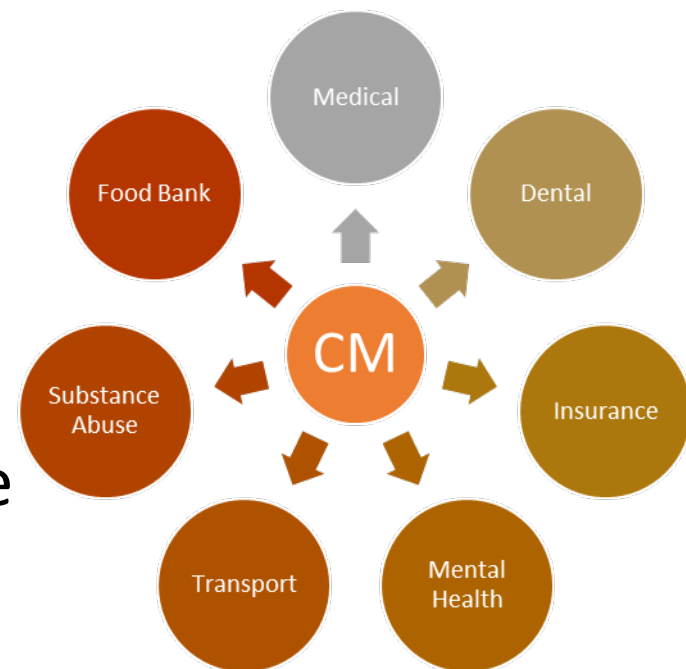 Medical
Food Bank
Dental
CM
Substance
Abuse
Insurance
e
Transport
Mental
Health